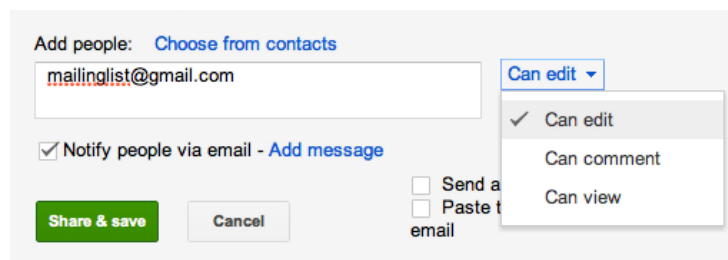 Add people: Choose from contacts
mailinglist@gmail.com
Can edit
Can edit
Can comment
Can view
Notify people via email - Add message
Send a
Paste t
email
Share & save
Cancel